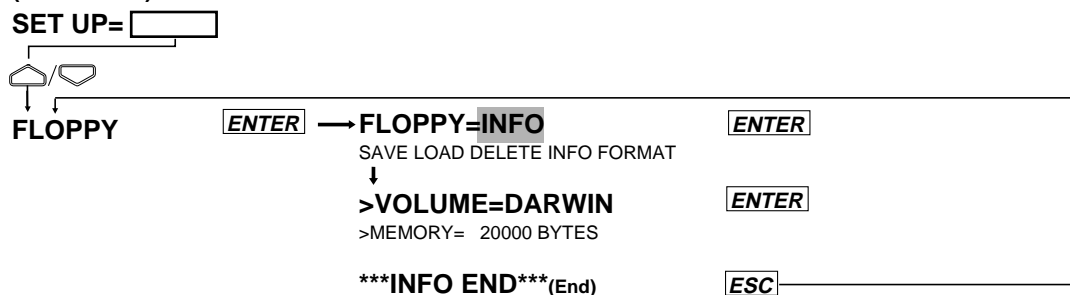 SET UP=
/
FLOPPY ENTER FLOPPY=INFO ENTER
SAVE LOAD DELETE INFO FORMAT
>VOLUME=DARWIN ENTER
>MEMORY= 20000 BYTES
***INFO END***(End) ESC